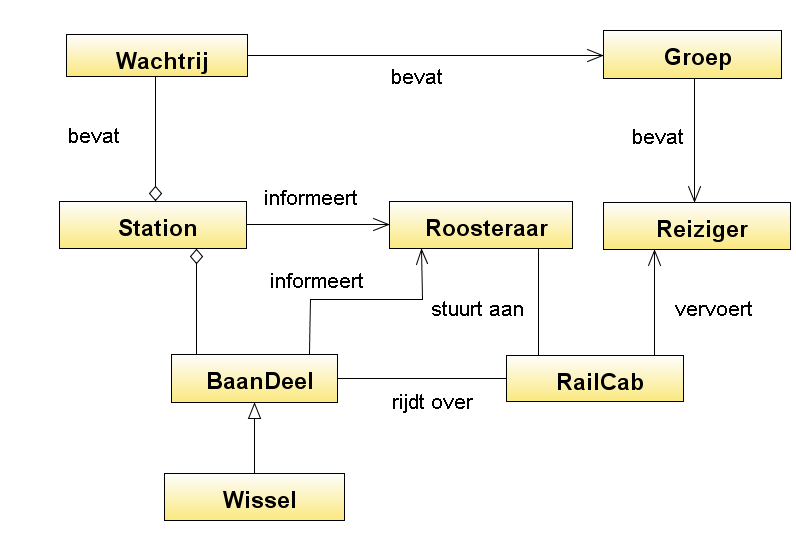 Wachtrij
Groep
bevat
bevat
bevat
informeert
Station
Roosteraar
Reiziger
informeert
stuurt aan
vervoert
BaanDeel
RailCab
rijdt over
Wissel